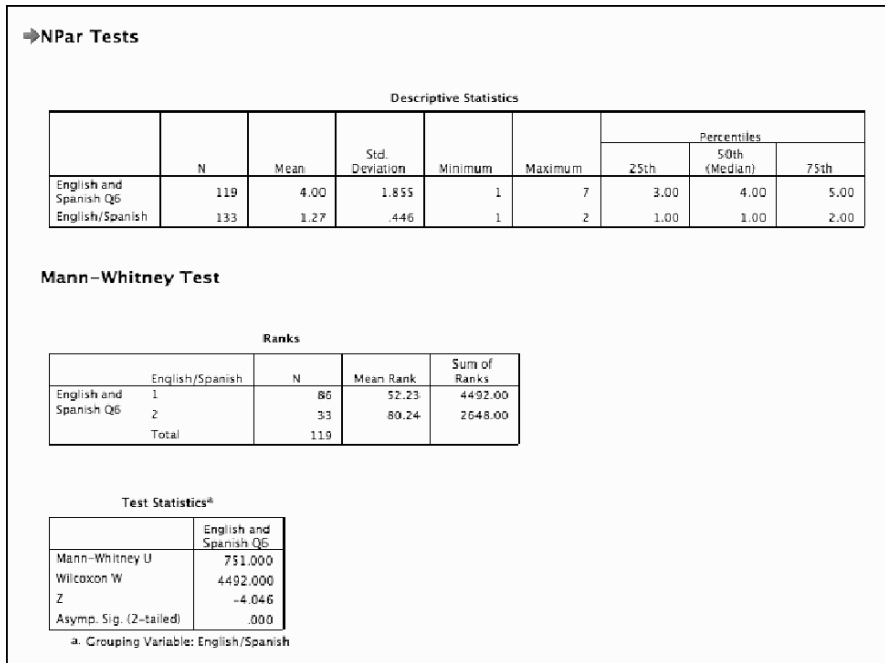 NPar Tests
Descriptive Statistics
Percentiles
N Mean Std. Deviation Minimum Maximum 25th 50th (Median) 75th
English and Spanish Q6 119 4.00 1.855 1 7 3.00 4.00 5.00
English/Spanish 133 1.27 .446 1 2 1.00 1.00 2.00
Mann-Whitney Test
Ranks
English/Spanish N Mean Rank Sum of Ranks
English and Spanish Q6 1 86 52.23 4492.00
2 33 80.24 2648.00
Total 119
Test Statisticsª
English and Spanish Q6
Mann-Whitney U 751.000
Wilcoxon W 4492.000
Z -4.046
Asymp. Sig. (2-tailed) .000
a. Grouping Variable: English/Spanish